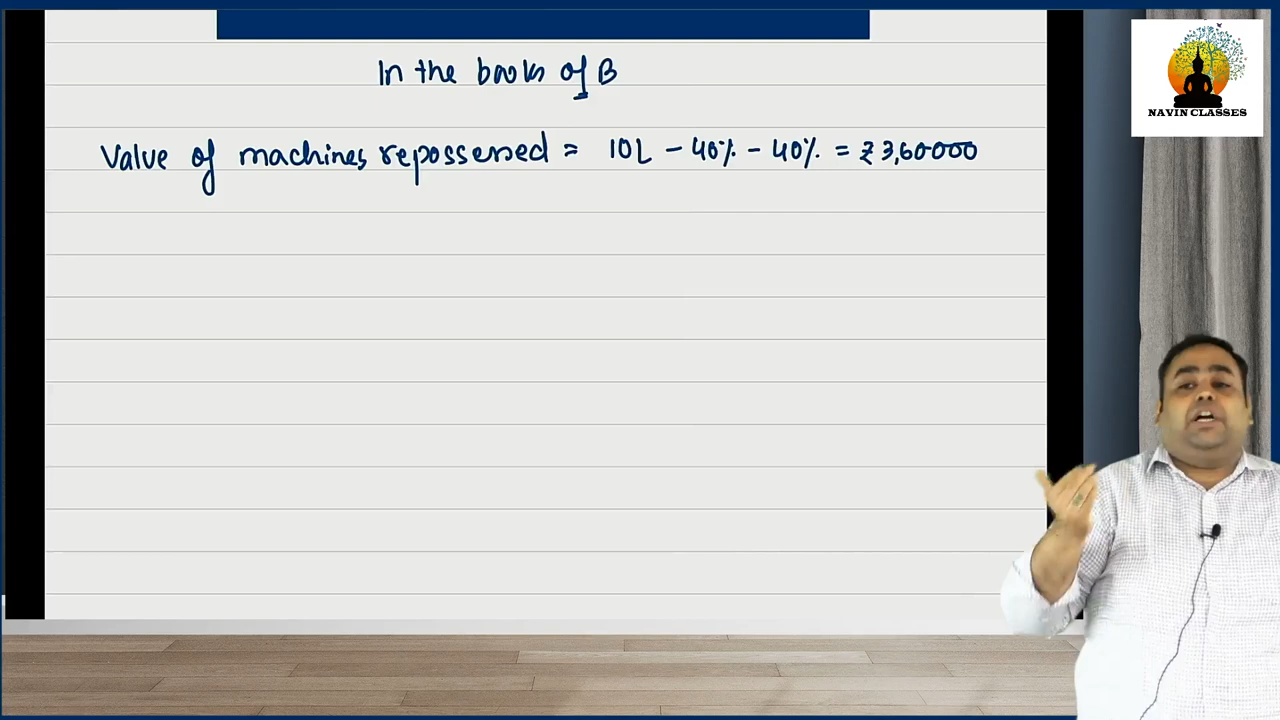 In the books of B
Value of machines repossessed = 10L - 40% - 40% = ₹3,60000
NAVIN CLASSES